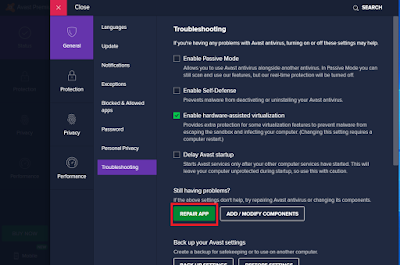 Close
SEARCH
General
Protection
Privacy
Performance
Languages
Update
Notifications
Exceptions
Blocked & Allowed
apps
Password
Personal Privacy
Troubleshooting
Troubleshooting
If you're having any problems with Avast antivirus, turning on or off these settings may help.
Enable Passive Mode
Allows you to use Avast antivirus alongside another antivirus. In Passive Mode you can
still scan and use our features, but our real-time protection will be turned off.
Enable Self-Defense
Prevents malware from deactivating or uninstalling your Avast antivirus.
Enable hardware-assisted virtualization
Provides extra protection for some virtualization features to prevent malware from
escaping the sandbox and infecting your computer. (Changing this setting requires a
computer restart.)
Delay Avast startup
Starts Avast services only after your other computer services have started. This will leave
your computer unprotected during startup, so use this with caution.
Still having problems?
If the above settings don't help, try repairing Avast antivirus or changing its components.
REPAIR APP
ADD / MODIFY COMPONENTS
Back up your Avast settings
Create a backup for safekeeping or to use on another computer.
BACK UP SETTINGS
RESTORE SETTINGS